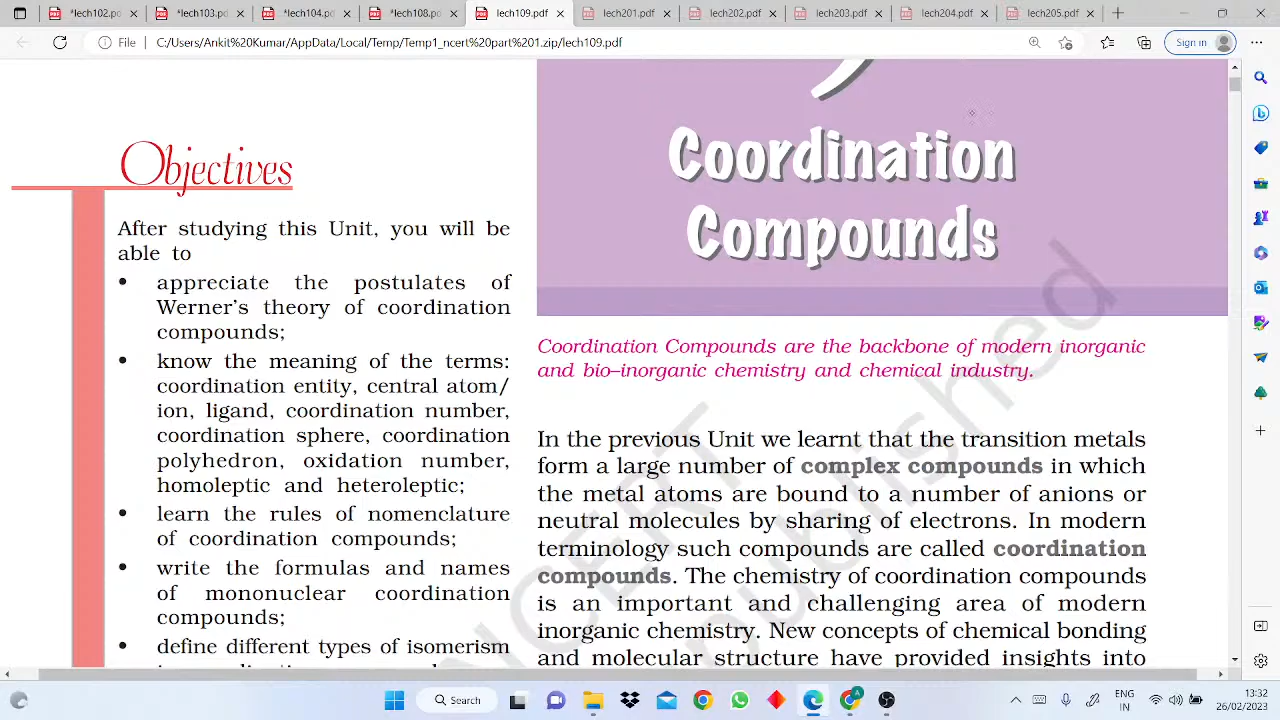 *lech102.pdf
*lech103.pdf
*lech104.pdf
*lech108.pdf
lech109.pdf
lech201.pdf
lech202.pdf
lech203.pdf
lech204.pdf
lech205.pdf
File
C:/Users/Ankit%20Kumar/AppData/Local/Temp/Temp1_ncert%20part%001.zip/lech109.pdf
Sign in
Objectives
After studying this Unit, you will be
able to
• appreciate the postulates of
Werner's theory of coordination
compounds;
• know the meaning of the terms:
coordination entity, central atom/
ion, ligand, coordination number,
coordination sphere, coordination
polyhedron, oxidation number,
homoleptic and heteroleptic;
• learn the rules of nomenclature
of coordination compounds;
• write the formulas and names
of mononuclear coordination
compounds;
• define different types of isomerism
Coordination
Compounds
Coordination Compounds are the backbone of modern inorganic
and bio–inorganic chemistry and chemical industry.
In the previous Unit we learnt that the transition metals
form a large number of complex compounds in which
the metal atoms are bound to a number of anions or
neutral molecules by sharing of electrons. In modern
terminology such compounds are called coordination
compounds. The chemistry of coordination compounds
is an important and challenging area of modern
inorganic chemistry. New concepts of chemical bonding
and molecular structure have provided insights into
NCERT
published
Search
ENG
IN
13:32
26/02/2023